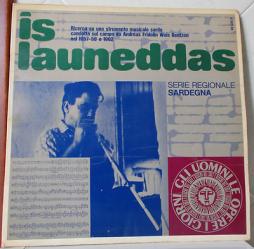 is
launeddas
Ricerca su uno strumento musicale sardo
condotta sul campo da Andreas Fridolin Weis Bentzon
nel 1957-58 e 1962
SERIE REGIONALE
SARDEGNA
GLI UOMINI LE OPERE I GIORNI